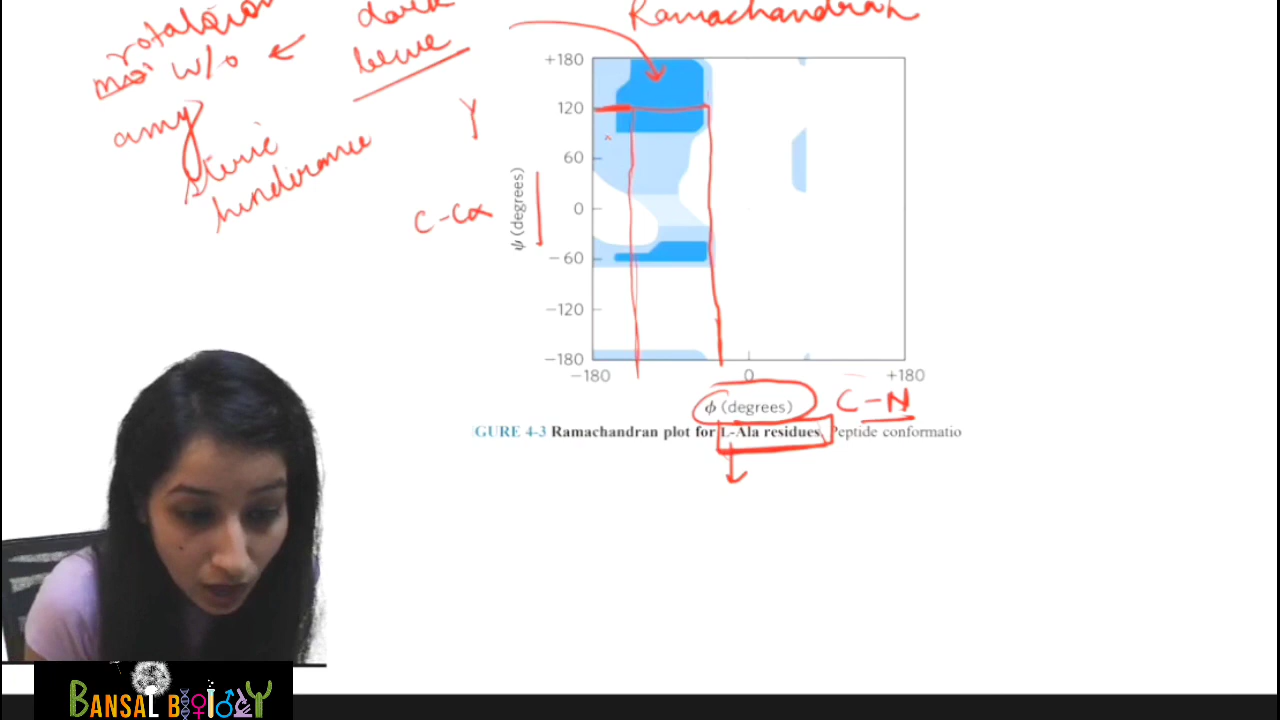 Ramachandran
rotation
w/o ← dark
blue
any
steric
hindirance
C-Cα
ψ (degrees)
+180
120
60
0
−60
−120
−180
−180 0 +180
ϕ (degrees) C-N
GURE 4-3 Ramachandran plot for L-Ala residues. Peptide conformatio
BANSAL BIOLOGY